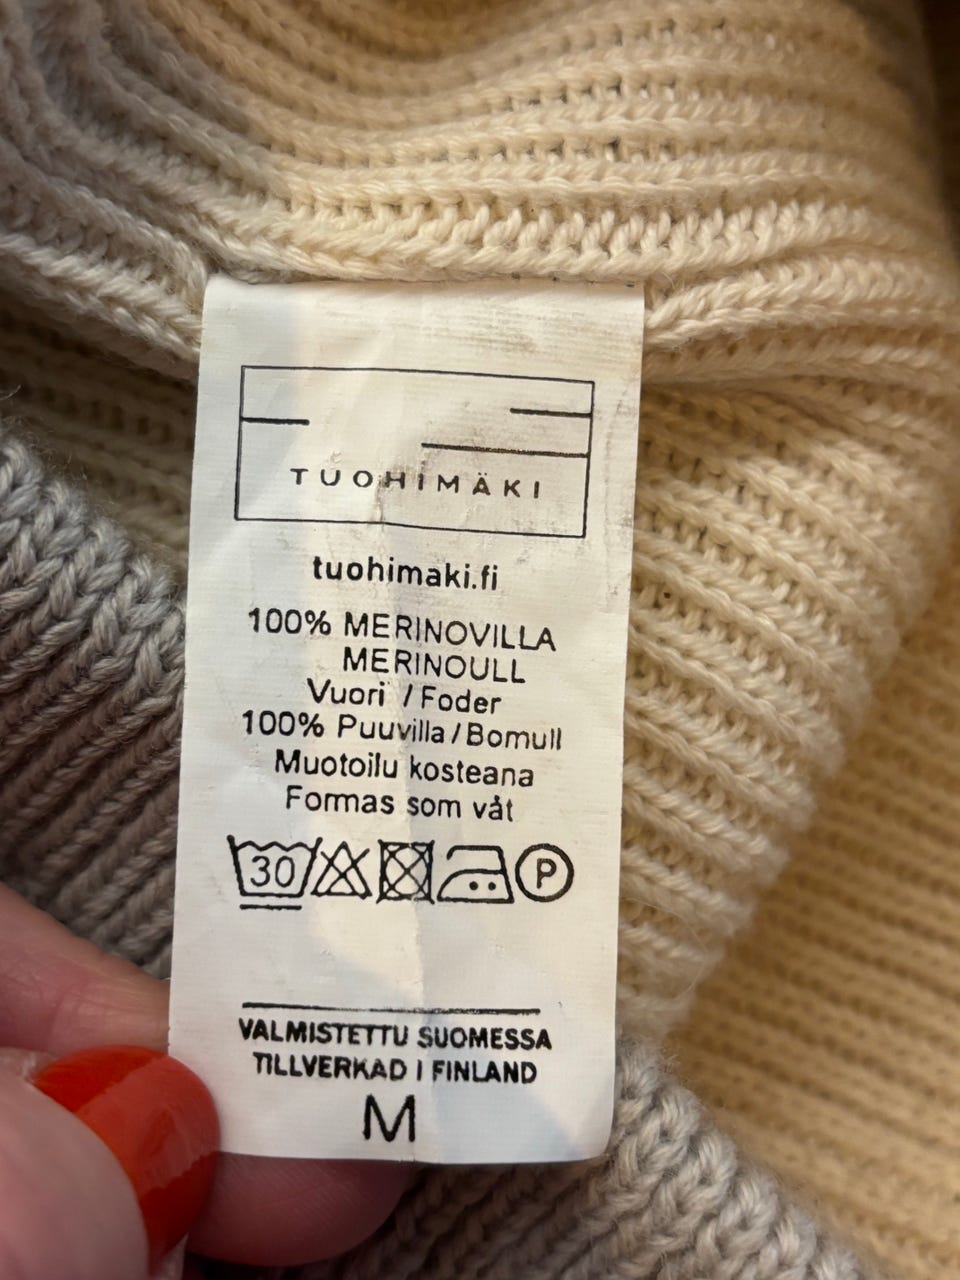 TUOHIMÄKI
tuohimaki.fi
100% MERINOVILLA
MERINOULL
Vuori / Foder
100% Puuvilla / Bomull
Muotoilu kosteana
Formas som våt
30 P
VALMISTETTU SUOMESSA
TILLVERKAD I FINLAND
M